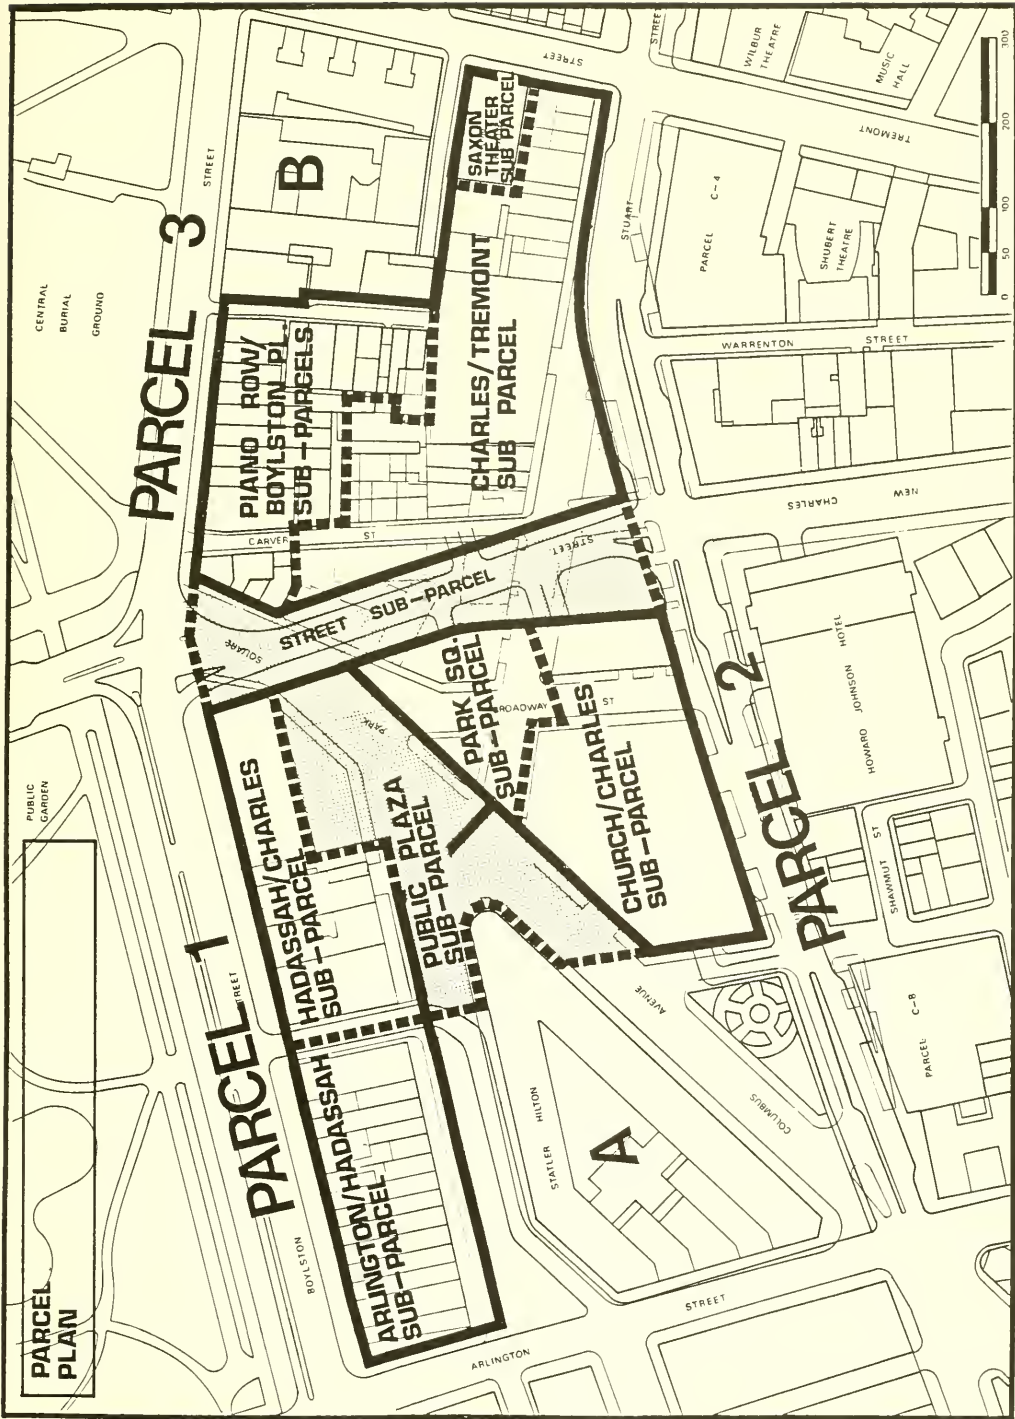 PARCEL
PLAN
PUBLIC
GARDEN
CENTRAL
BURIAL
GROUND
PARCEL 1
PARCEL 3
PARCEL 2
BOYLSTON
STREET
STREET
ARLINGTON/HADASSAH
SUB-PARCEL
HADASSAH/CHARLES
SUB-PARCEL
PUBLIC PLAZA
SUB-PARCEL
PARK SQ.
SUB-PARCEL
CHURCH/CHARLES
SUB-PARCEL
STREET SUB-PARCEL
PIANO ROW/
BOYLSTON PL.
SUB-PARCELS
CHARLES/TREMONT
SUB PARCEL
SAXON
THEATER
SUB PARCEL
A
B
PARK
SQUARE
STREET
CARVER ST
BROADWAY ST
STATLER HILTON
ARLINGTON
STREET
COLUMBUS
AVENUE
HOWARD JOHNSON HOTEL
SHAWMUT ST
PARCEL C-8
NEW CHARLES
WARRENTON STREET
STUART
STREET
TREMONT
STREET
PARCEL C-4
SHUBERT
THEATRE
WILBUR
THEATRE
MUSIC
HALL
0 50 100 200 300